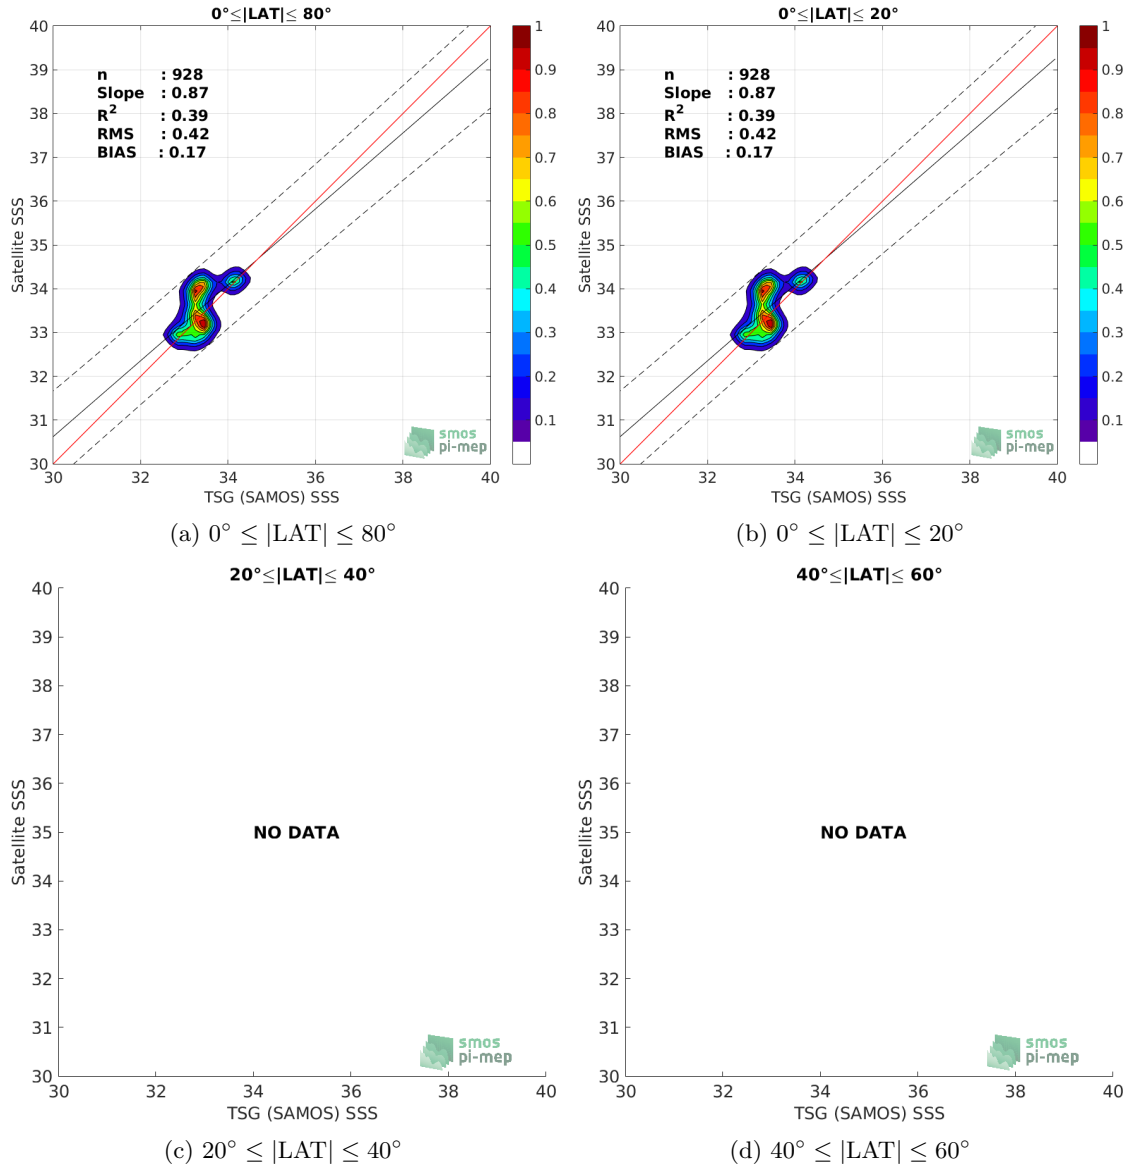 0°≤|LAT|≤ 80°
40
39
38
37
36
35
34
33
32
31
30
Satellite SSS
n : 928
Slope : 0.87
R² : 0.39
RMS : 0.42
BIAS : 0.17
1
0.9
0.8
0.7
0.6
0.5
0.4
0.3
0.2
0.1
smos
pi-mep
30 32 34 36 38 40
TSG (SAMOS) SSS
(a) 0° ≤ |LAT| ≤ 80°
0°≤|LAT|≤ 20°
40
39
38
37
36
35
34
33
32
31
30
Satellite SSS
n : 928
Slope : 0.87
R² : 0.39
RMS : 0.42
BIAS : 0.17
1
0.9
0.8
0.7
0.6
0.5
0.4
0.3
0.2
0.1
smos
pi-mep
30 32 34 36 38 40
TSG (SAMOS) SSS
(b) 0° ≤ |LAT| ≤ 20°
20°≤|LAT|≤ 40°
40
39
38
37
36
35
34
33
32
31
30
Satellite SSS
NO DATA
smos
pi-mep
30 32 34 36 38 40
TSG (SAMOS) SSS
(c) 20° ≤ |LAT| ≤ 40°
40°≤|LAT|≤ 60°
40
39
38
37
36
35
34
33
32
31
30
Satellite SSS
NO DATA
smos
pi-mep
30 32 34 36 38 40
TSG (SAMOS) SSS
(d) 40° ≤ |LAT| ≤ 60°